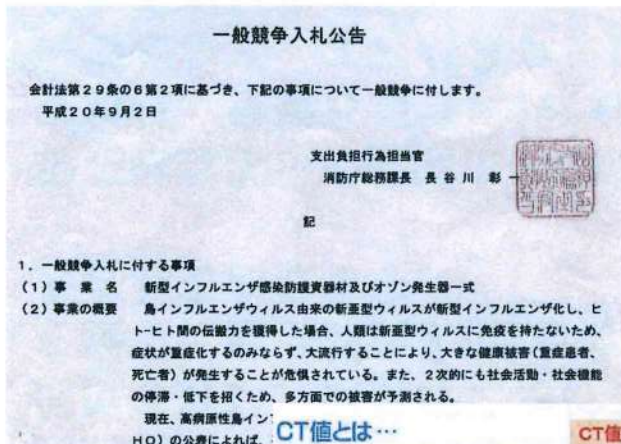 一般競争入札公告
会計法第29条の6第2項に基づき、下記の事項について一般競争に付します。
平成20年9月2日
支出負担行為担当官
消防庁総務課長 長谷川 彰
記
1.一般競争入札に付する事項
(1)事 業 名 新型インフルエンザ感染防護資器材及びオゾン発生器一式
(2)事業の概要 鳥インフルエンザウィルス由来の新亜型ウィルスが新型インフルエンザ化し、ヒ
ト-ヒト間の伝搬力を獲得した場合、人類は新亜型ウィルスに免疫を持たないため、
症状が重症化するのみならず、大流行することにより、大きな健康被害(重症患者、
死亡者)が発生することが危惧されている。また、2次的にも社会活動・社会機能
の停滞・低下を招くため、多方面での被害が予測される。
現在、高病原性鳥イン
HO)の公表によれば、
CT値とは…
CT値